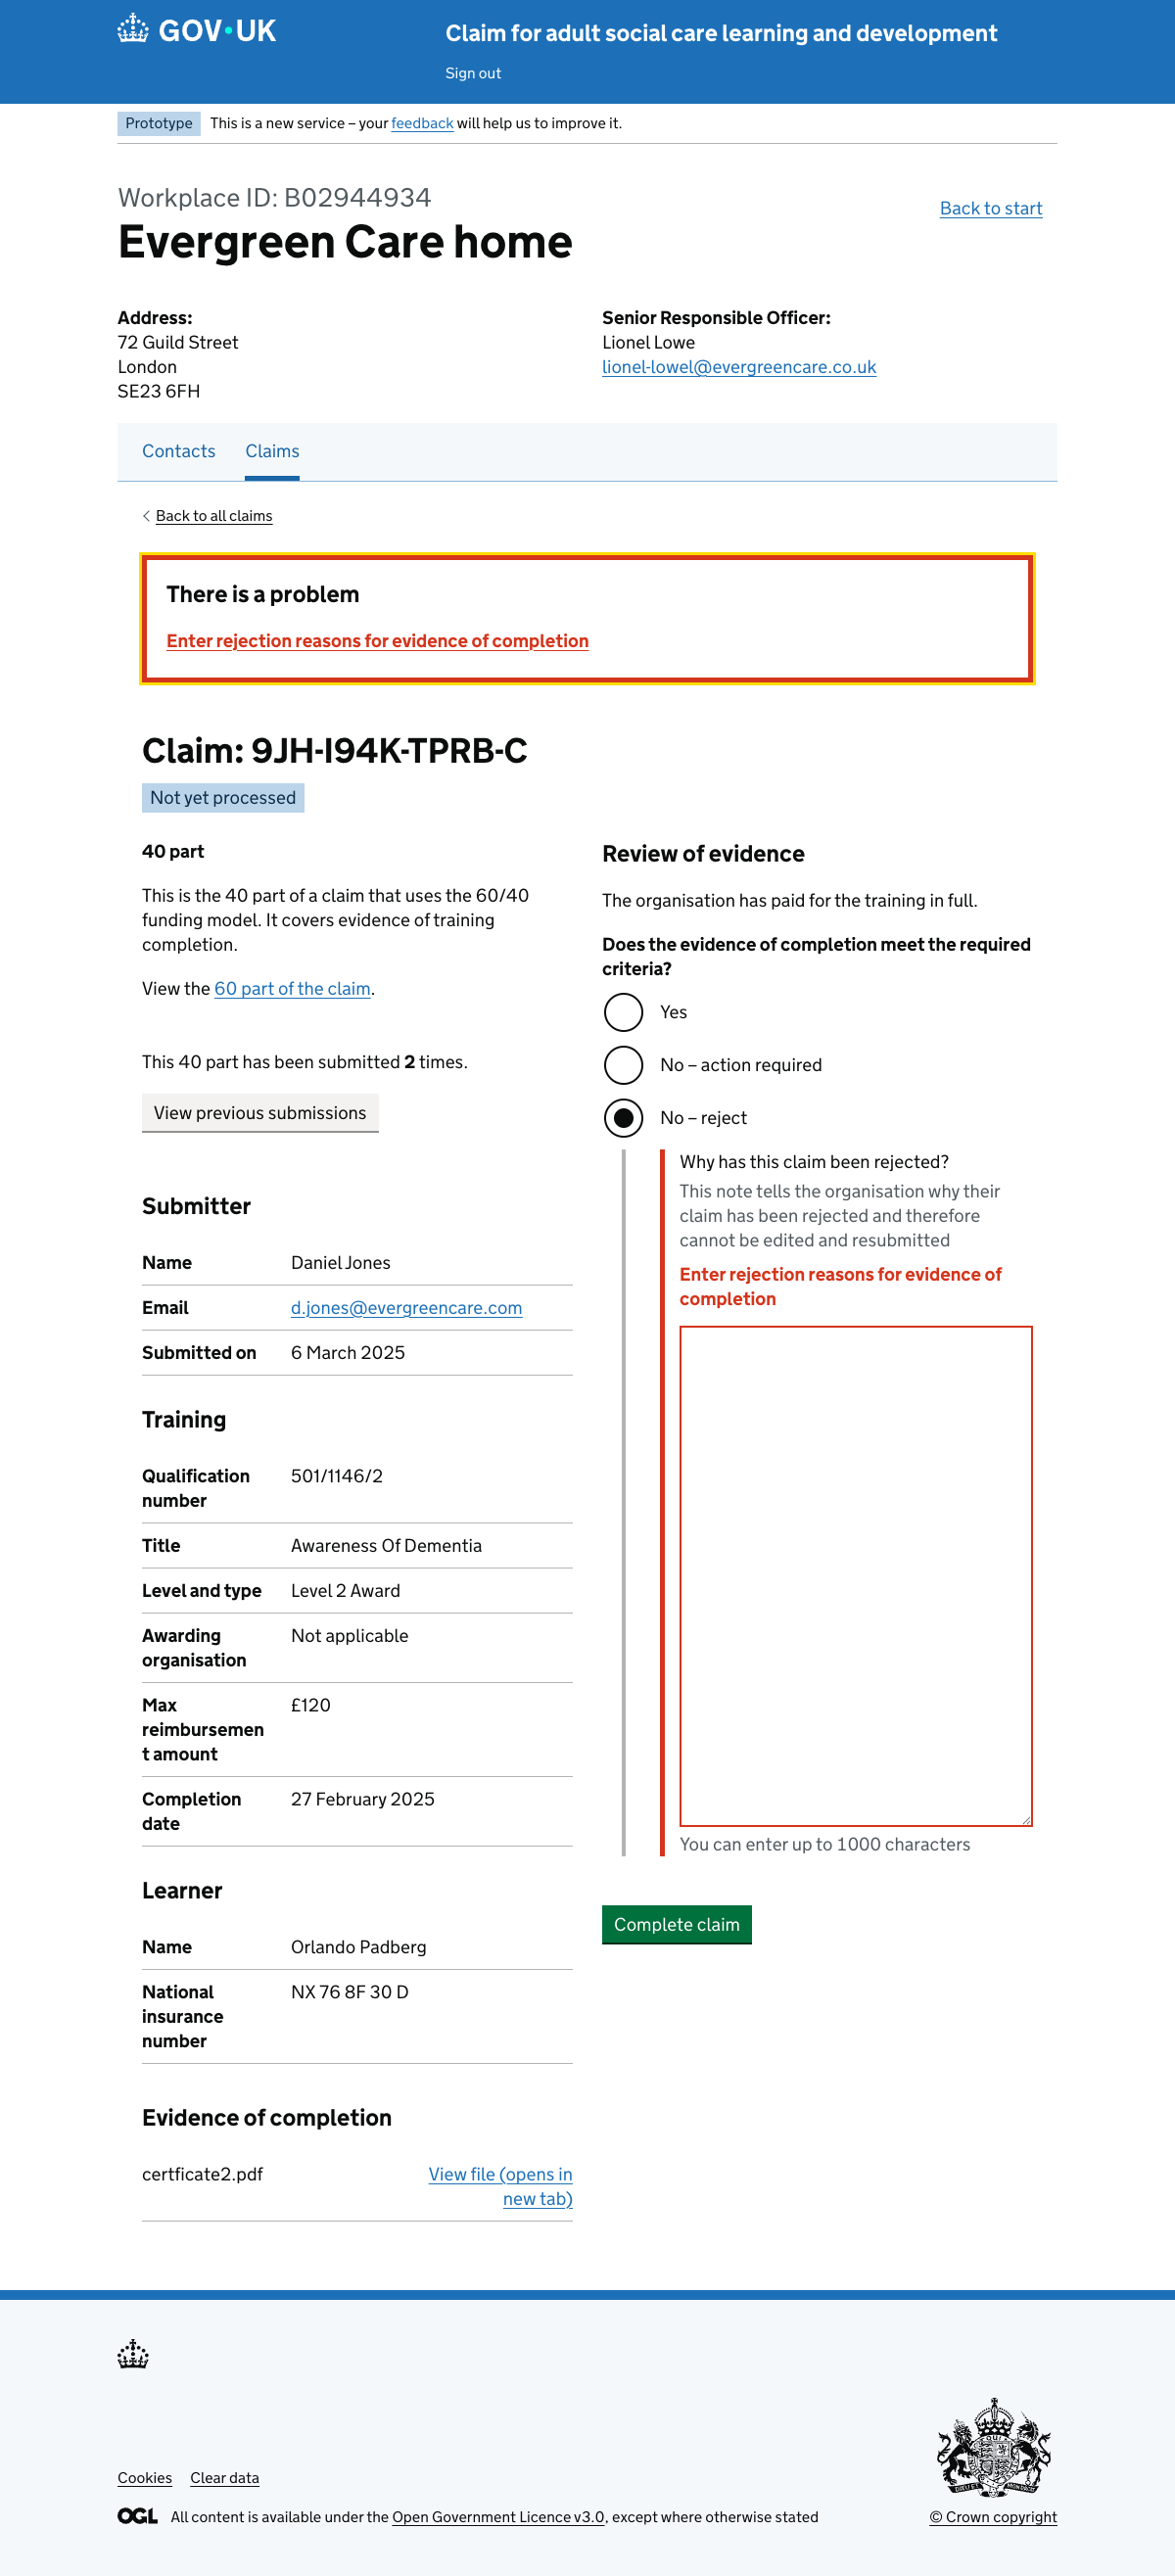 GOV·UK
Claim for adult social care learning and development
Sign out
Prototype
This is a new service – your feedback will help us to improve it.
Workplace ID: B02944934
Back to start
Evergreen Care home
Address:
72 Guild Street
London
SE23 6FH
Senior Responsible Officer:
Lionel Lowe
lionel-lowel@evergreencare.co.uk
Contacts
Claims
Back to all claims
There is a problem
Enter rejection reasons for evidence of completion
Claim: 9JH-I94K-TPRB-C
Not yet processed
40 part
This is the 40 part of a claim that uses the 60/40
funding model. It covers evidence of training
completion.
View the 60 part of the claim.
This 40 part has been submitted 2 times.
View previous submissions
Submitter
Name
Daniel Jones
Email
d.jones@evergreencare.com
Submitted on
6 March 2025
Training
Qualification
number
501/1146/2
Title
Awareness Of Dementia
Level and type
Level 2 Award
Awarding
organisation
Not applicable
Max
reimbursemen
t amount
£120
Completion
date
27 February 2025
Learner
Name
Orlando Padberg
National
insurance
number
NX 76 8F 30 D
Evidence of completion
certficate2.pdf
View file (opens in
new tab)
Review of evidence
The organisation has paid for the training in full.
Does the evidence of completion meet the required
criteria?
Yes
No – action required
No – reject
Why has this claim been rejected?
This note tells the organisation why their
claim has been rejected and therefore
cannot be edited and resubmitted
Enter rejection reasons for evidence of
completion
You can enter up to 1000 characters
Complete claim
Cookies
Clear data
OGL
All content is available under the Open Government Licence v3.0, except where otherwise stated
© Crown copyright